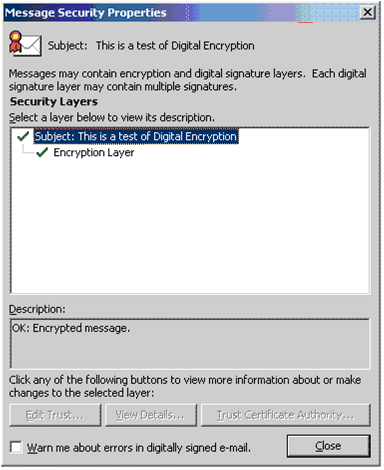 Message Security Properties
Subject: This is a test of Digital Encryption
Messages may contain encryption and digital signature layers. Each digital
signature layer may contain multiple signatures.
Security Layers
Select a layer below to view its description.
Subject: This is a test of Digital Encryption
Encryption Layer
Description:
OK: Encrypted message.
Click any of the following buttons to view more information about or make
changes to the selected layer:
Edit Trust... View Details... Trust Certificate Authority...
Warn me about errors in digitally signed e-mail. Close